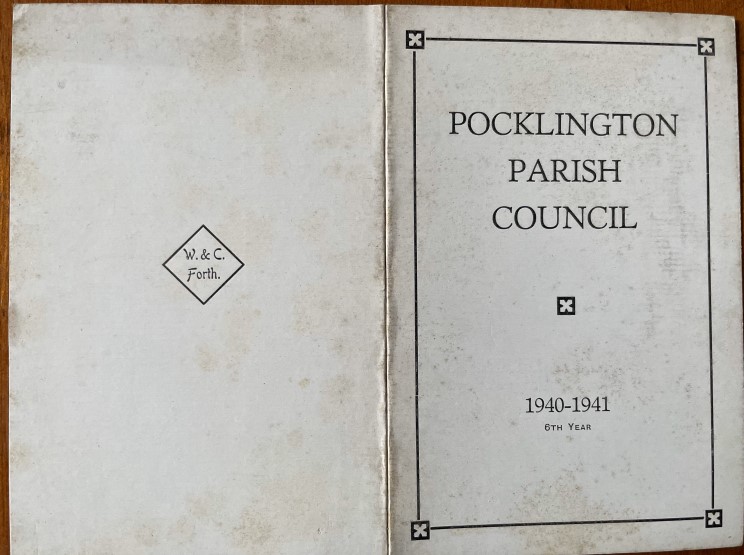 W. & C.
Forth.
POCKLINGTON
PARISH
COUNCIL
1940-1941
6TH YEAR